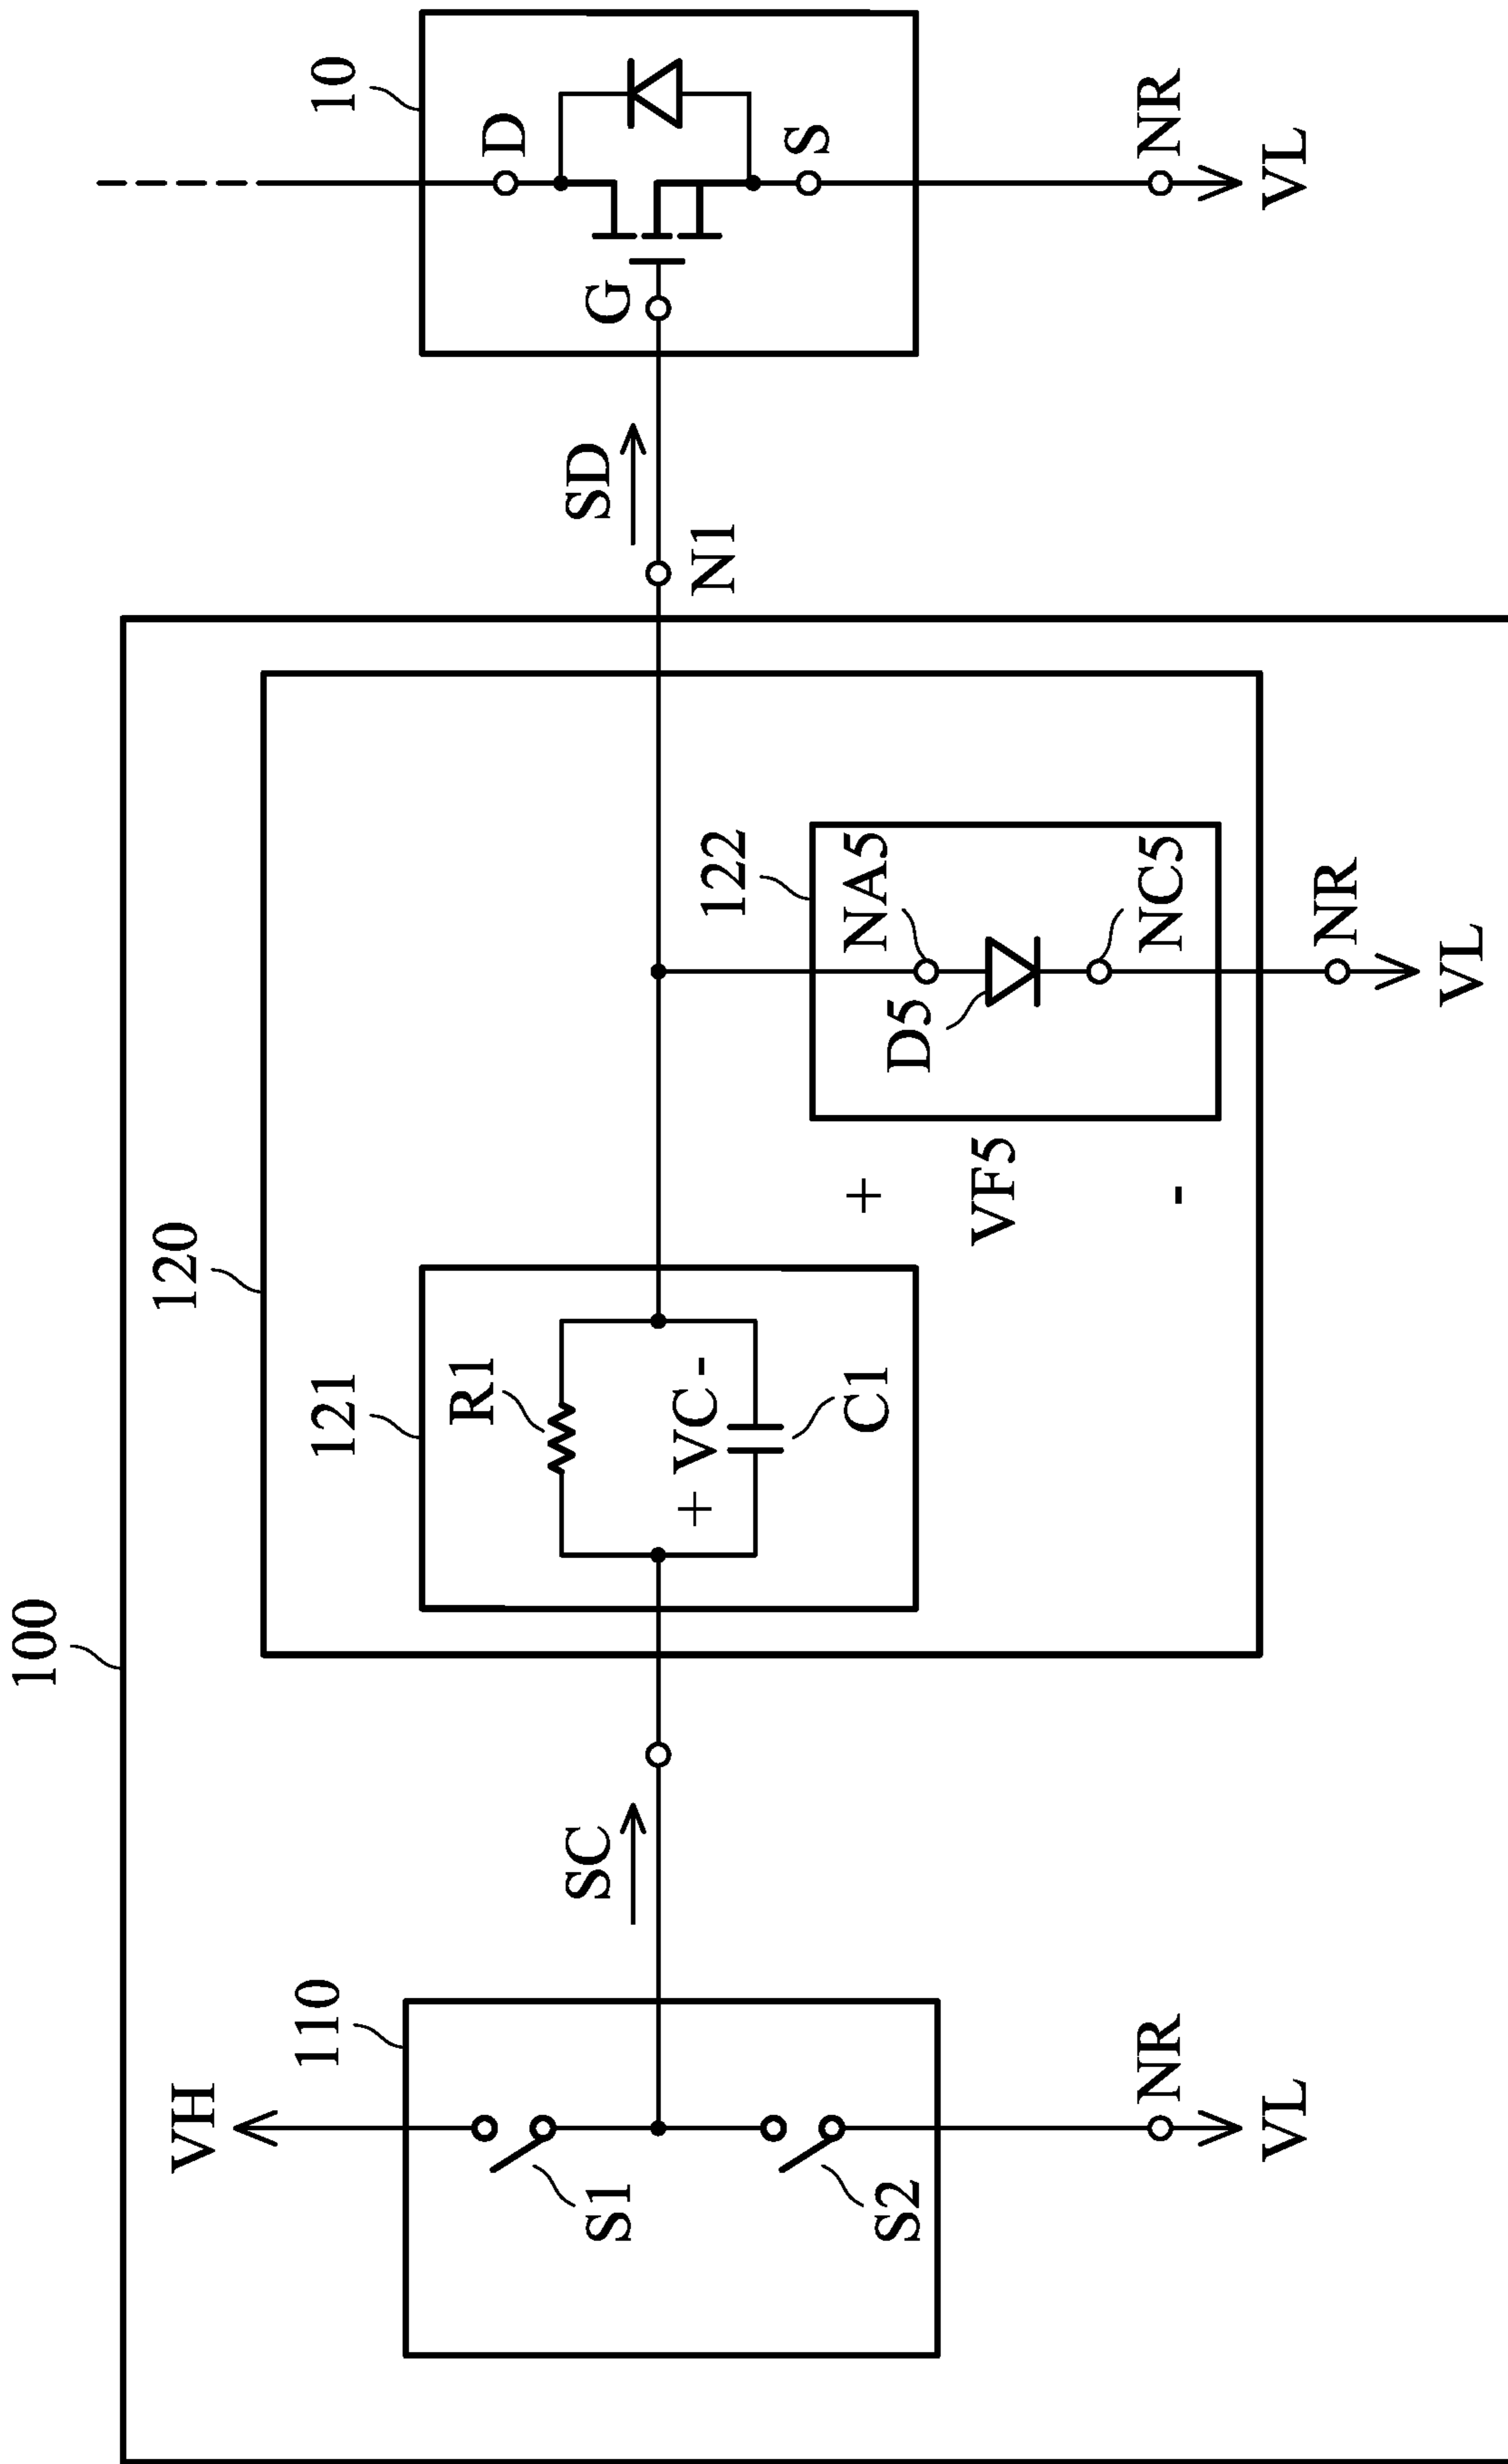 100
VH
110
S1
S2
NR
VL
SC
120
121
R1
+ VC -
C1
122
NA5
D5
NC5
+
VF5
-
NR
VL
N1
SD
10
D
G
S
NR
VL